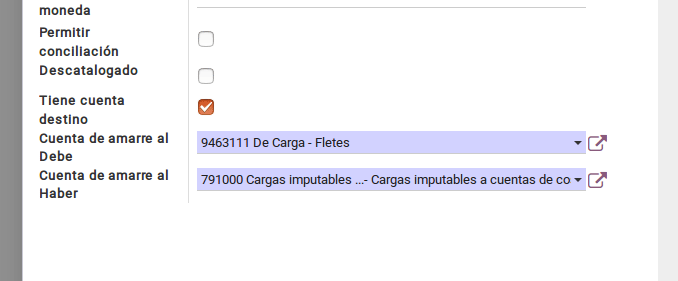 moneda
Permitir
conciliación
Descatalogado
Tiene cuenta
destino
Cuenta de amarre al
Debe
9463111 De Carga - Fletes
Cuenta de amarre al
Haber
791000 Cargas imputables ...- Cargas imputables a cuentas de co